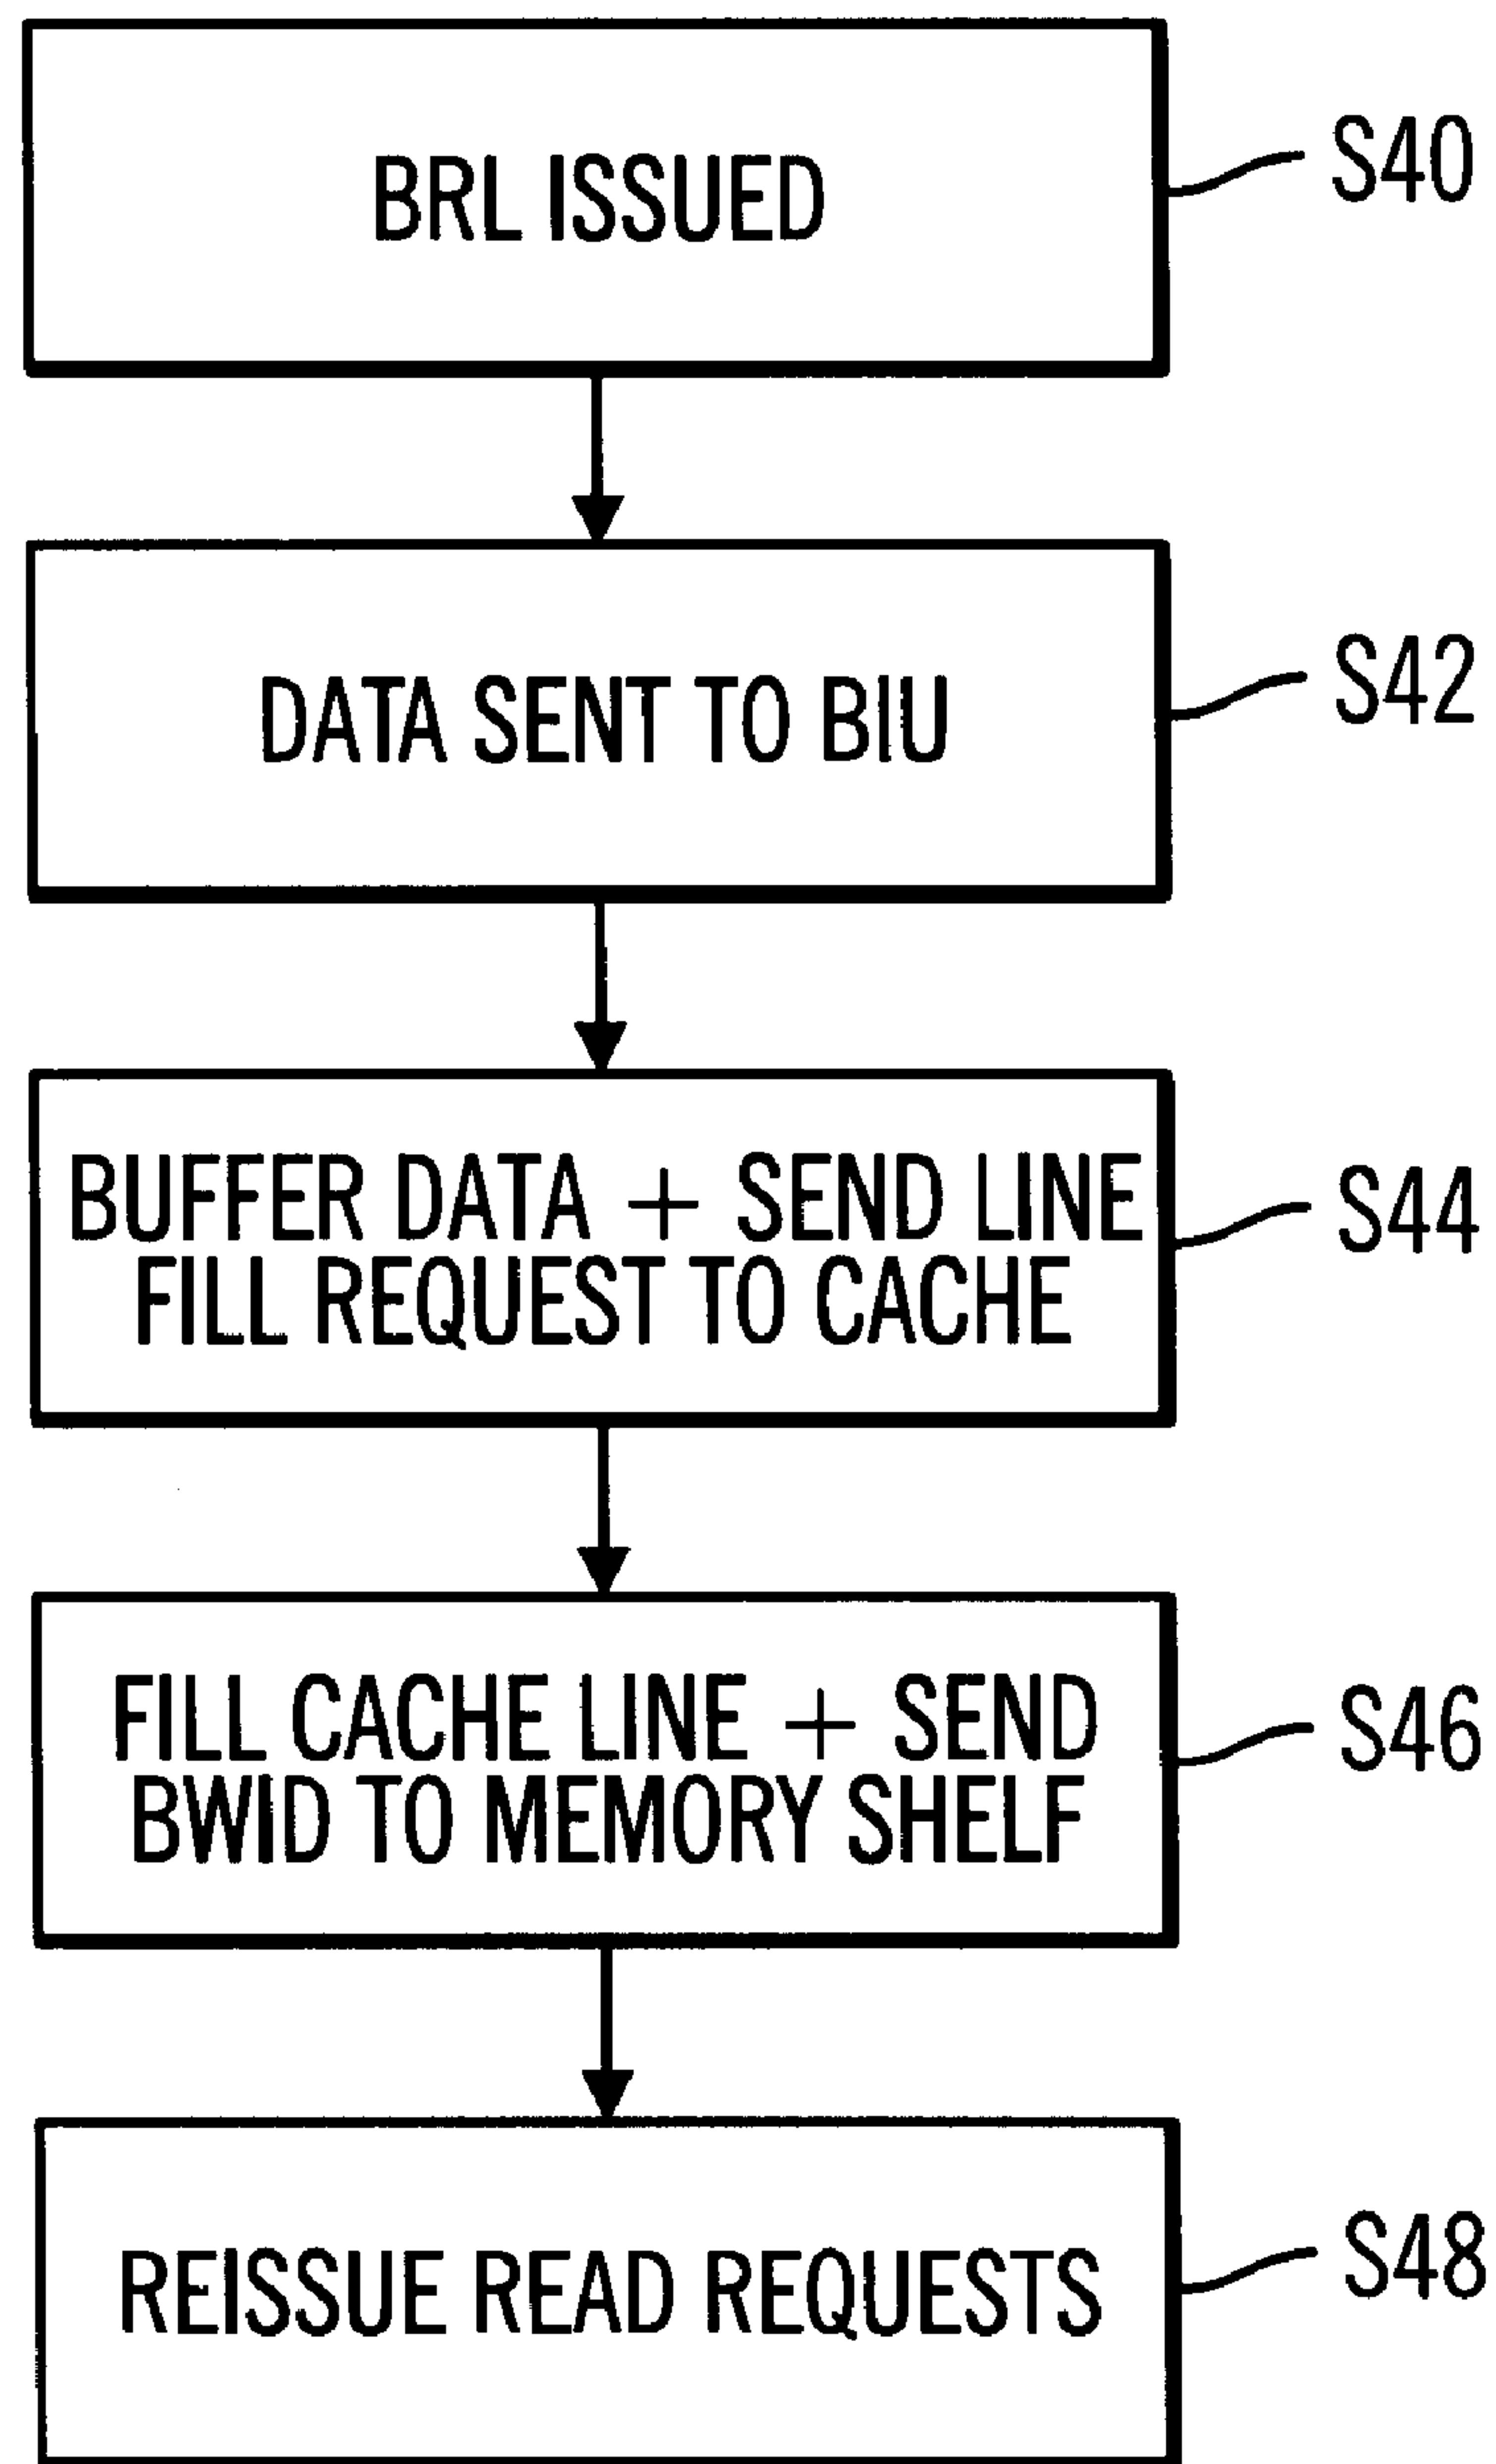 BRL ISSUED
S40
DATA SENT TO BIU
S42
BUFFER DATA + SEND LINE
FILL REQUEST TO CACHE
S44
FILL CACHE LINE + SEND
BWID TO MEMORY SHELF
S46
REISSUE READ REQUESTS
S48